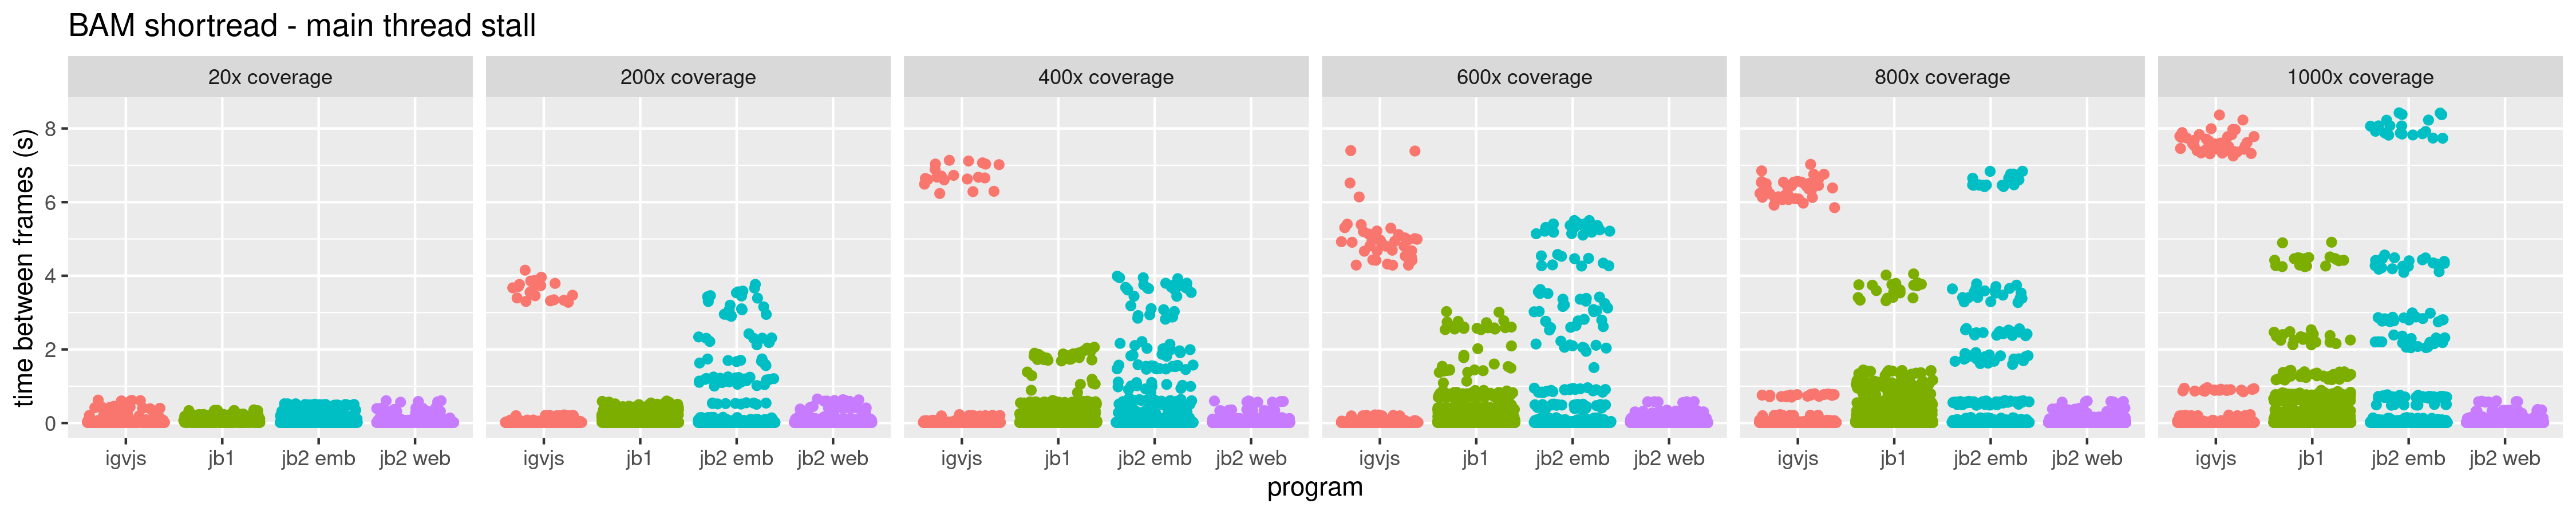 BAM shortread - main thread stall
20x coverage 200x coverage 400x coverage 600x coverage 800x coverage 1000x coverage
time between frames (s)
8
6
4
2
0
igvjs jb1 jb2 emb jb2 web igvjs jb1 jb2 emb jb2 web igvjs jb1 jb2 emb jb2 web igvjs jb1 jb2 emb jb2 web igvjs jb1 jb2 emb jb2 web igvjs jb1 jb2 emb jb2 web
program